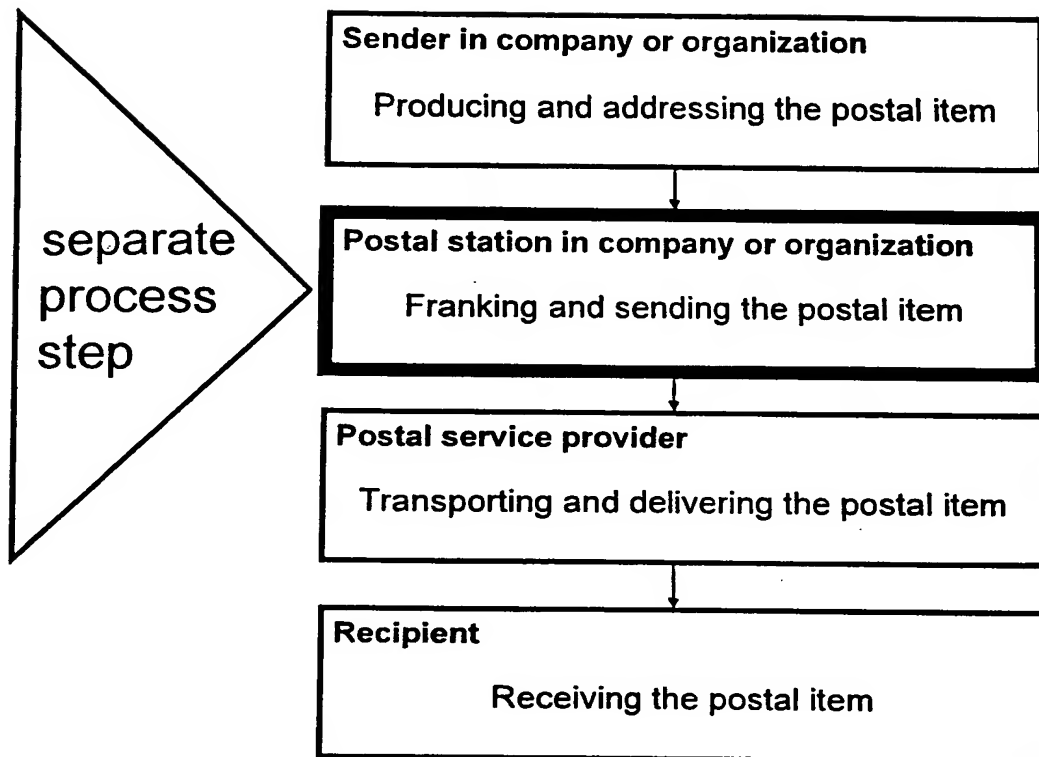 Sender in company or organization
Producing and addressing the postal item
separate
process
step
Postal station in company or organization
Franking and sending the postal item
Postal service provider
Transporting and delivering the postal item
Recipient
Receiving the postal item